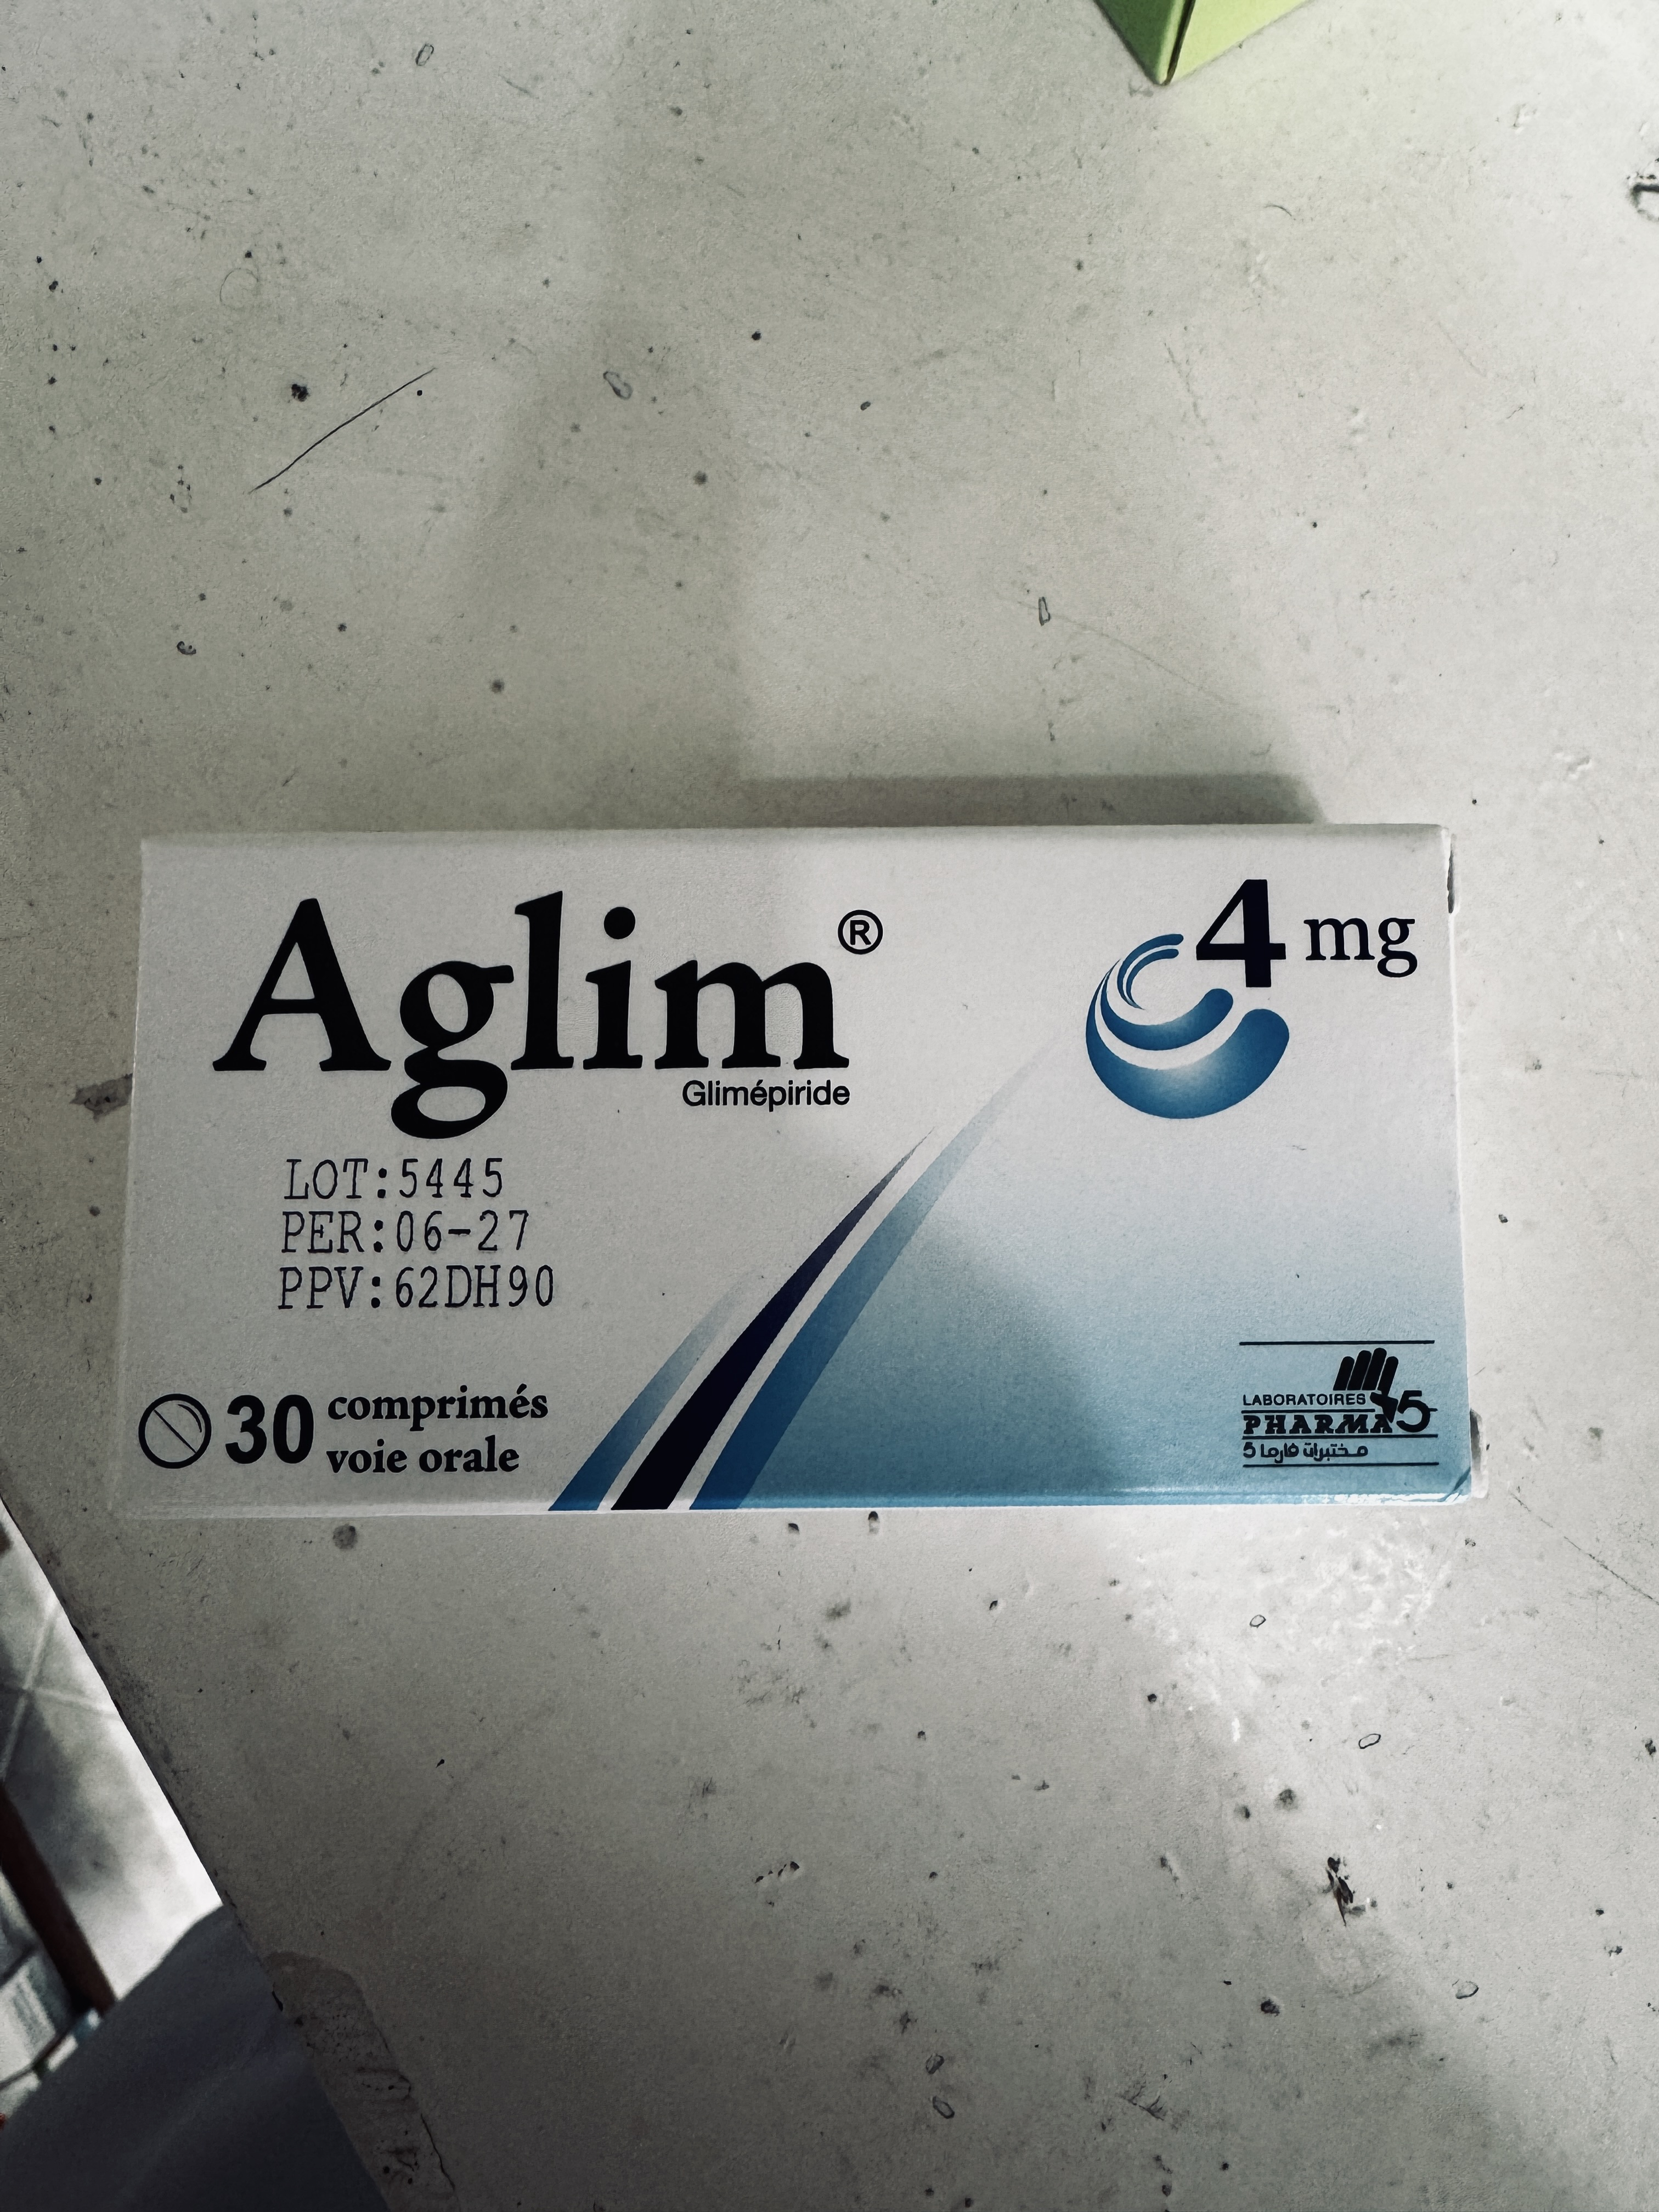 Aglim®
Glimépiride
4 mg
LOT:5445
PER:06-27
PPV:62DH90
30 comprimés
voie orale
LABORATOIRES
PHARMA 5
مختبرات فارما 5